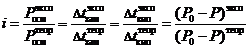 i = P_осм^эксп / P_осм^теор = Δt_кип^эксп / Δt_кип^теор = Δt_зам^эксп / Δt_зам^теор = (P_0 - P)^эксп / (P_0 - P)^теор